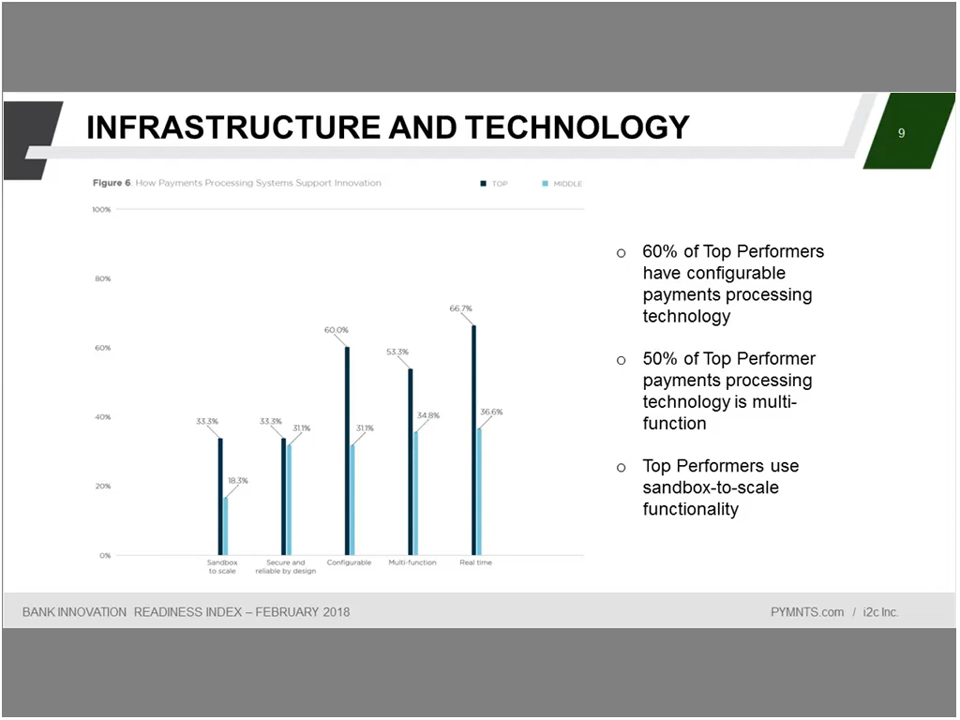 INFRASTRUCTURE AND TECHNOLOGY
9
Figure 6. How Payments Processing Systems Support Innovation
TOP
MIDDLE
100%
80%
60%
40%
20%
0%
33.3%
18.3%
33.3%
31.1%
60.0%
31.1%
53.3%
34.8%
66.7%
36.6%
Sandbox
to scale
Secure and
reliable by design
Configurable
Multi-function
Real time
o 60% of Top Performers
have configurable
payments processing
technology
o 50% of Top Performer
payments processing
technology is multi-
function
o Top Performers use
sandbox-to-scale
functionality
BANK INNOVATION READINESS INDEX – FEBRUARY 2018
PYMNTS.com / i2c Inc.